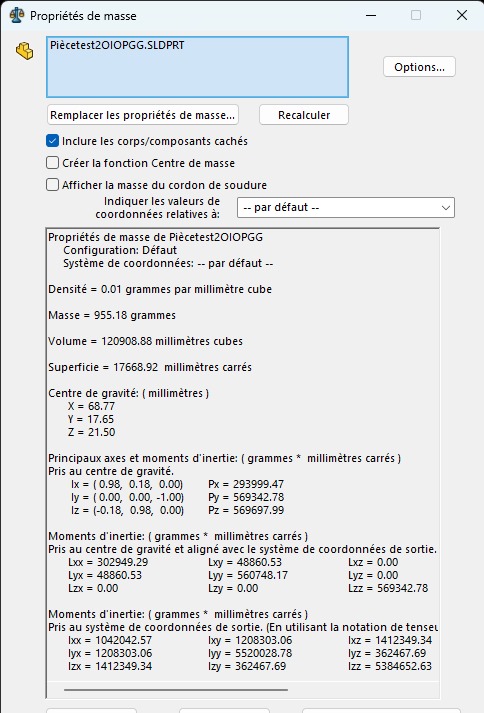 Propriétés de masse
Piècetest2OIOPGG.SLDPRT
Options...
Remplacer les propriétés de masse...
Recalculer
Inclure les corps/composants cachés
Créer la fonction Centre de masse
Afficher la masse du cordon de soudure
Indiquer les valeurs de
coordonnées relatives à:
-- par défaut --
Propriétés de masse de Piècetest2OIOPGG
Configuration: Défaut
Système de coordonnées: -- par défaut --
Densité = 0.01 grammes par millimètre cube
Masse = 955.18 grammes
Volume = 120908.88 millimètres cubes
Superficie = 17668.92  millimètres carrés
Centre de gravité: ( millimètres )
X = 68.77
Y = 17.65
Z = 21.50
Principaux axes et moments d'inertie: ( grammes *  millimètres carrés )
Pris au centre de gravité.
Ix = ( 0.98,  0.18,  0.00) Px = 293999.47
Iy = ( 0.00,  0.00, -1.00) Py = 569342.78
Iz = (-0.18,  0.98,  0.00) Pz = 569697.99
Moments d'inertie: ( grammes *  millimètres carrés )
Pris au centre de gravité et aligné avec le système de coordonnées de sortie.
Lxx = 302949.29 Lxy = 48860.53 Lxz = 0.00
Lyx = 48860.53 Lyy = 560748.17 Lyz = 0.00
Lzx = 0.00 Lzy = 0.00 Lzz = 569342.78
Moments d'inertie: ( grammes *  millimètres carrés )
Pris au système de coordonnées de sortie. (En utilisant la notation de tenseu
Ixx = 1042042.57 Ixy = 1208303.06 Ixz = 1412349.34
Iyx = 1208303.06 Iyy = 5520028.78 Iyz = 362467.69
Izx = 1412349.34 Izy = 362467.69 Izz = 5384652.63